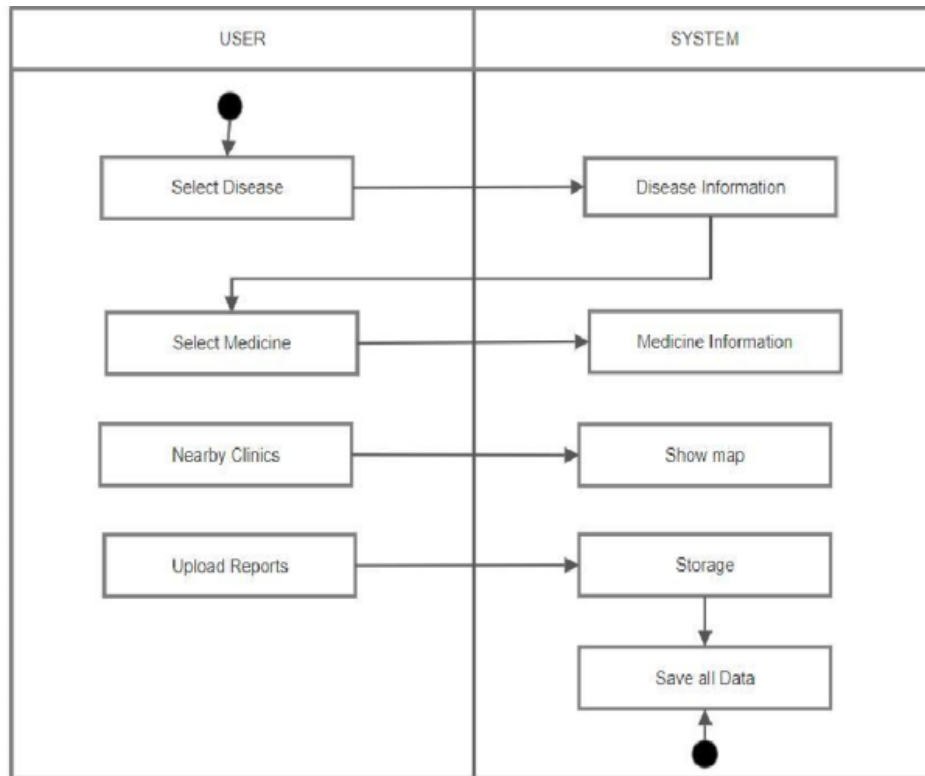 USER
SYSTEM
Select Disease
Disease Information
Select Medicine
Medicine Information
Nearby Clinics
Show map
Upload Reports
Storage
Save all Data